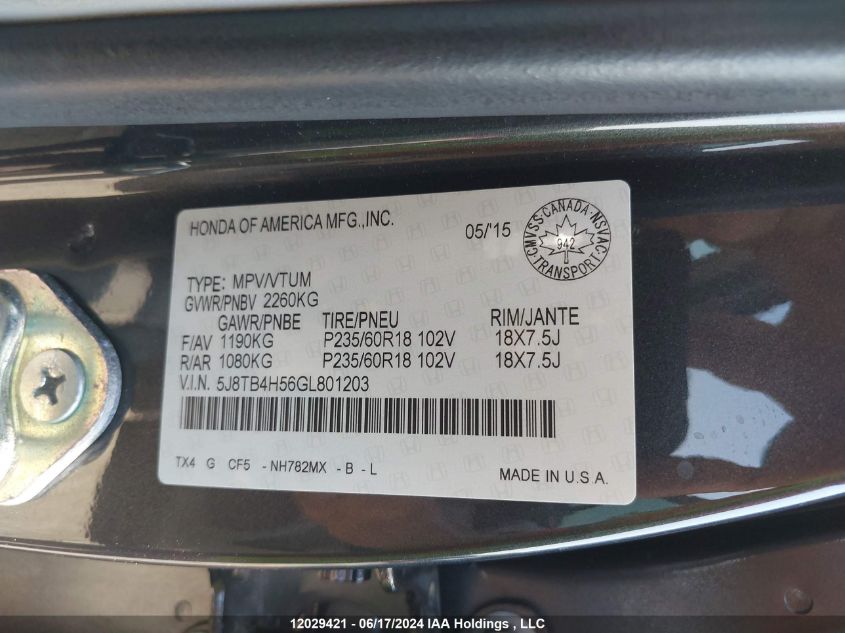 HONDA OF AMERICA MFG.,INC.
05/'15
CMVSS · CANADA · NSVAC
942
TRANSPORT
TYPE: MPV/VTUM
GVWR/PNBV 2260KG
GAWR/PNBE TIRE/PNEU RIM/JANTE
F/AV 1190KG P235/60R18 102V 18X7.5J
R/AR 1080KG P235/60R18 102V 18X7.5J
V.I.N. 5J8TB4H56GL801203
TX4 G CF5 - NH782MX - B - L
MADE IN U.S.A.
12029421 - 06/17/2024 IAA Holdings, LLC